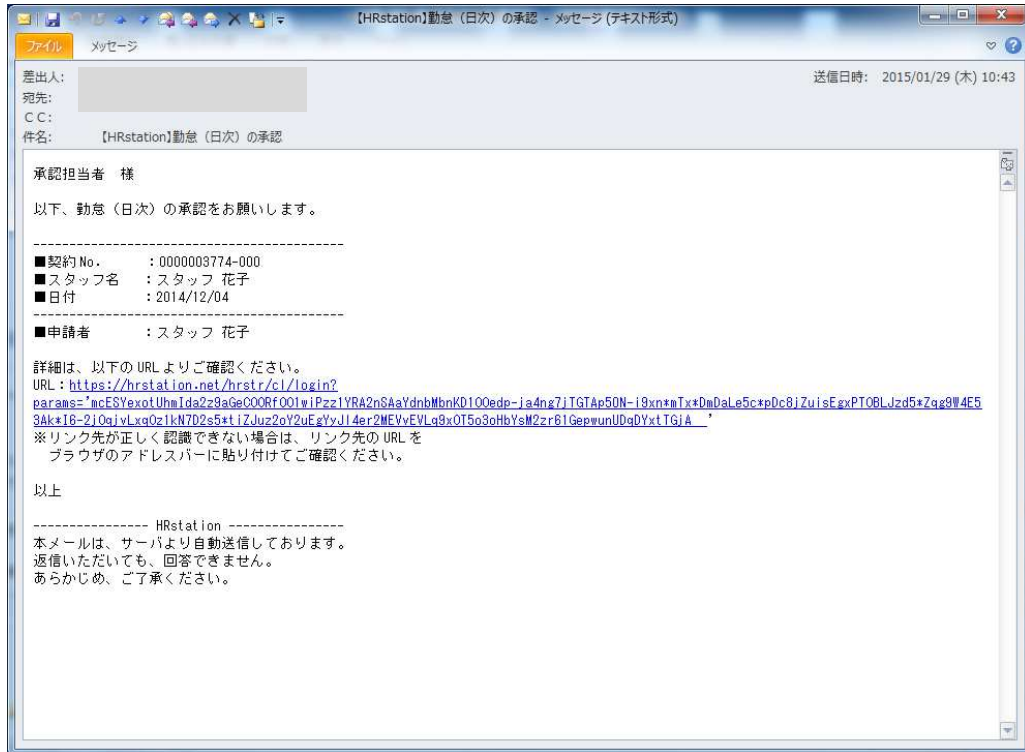 【HRstation】勤怠（日次）の承認 - メッセージ (テキスト形式)
ファイル メッセージ
差出人: 送信日時: 2015/01/29 (木) 10:43
宛先:
ＣＣ:
件名: 【HRstation】勤怠（日次）の承認
承認担当者 様
以下、勤怠（日次）の承認をお願いします。
-------------------------------------------
■契約No. ：0000003774-000
■スタッフ名 ：スタッフ 花子
■日付 ：2014/12/04
-------------------------------------------
■申請者 ：スタッフ 花子
詳細は、以下のURLよりご確認ください。
URL：https://hrstation.net/hrstr/cl/login?
※リンク先が正しく認識できない場合は、リンク先のURLを
ブラウザのアドレスバーに貼り付けてご確認ください。
以上
---------------- HRstation ----------------
本メールは、サーバより自動送信しております。
返信いただいても、回答できません。
あらかじめ、ご了承ください。